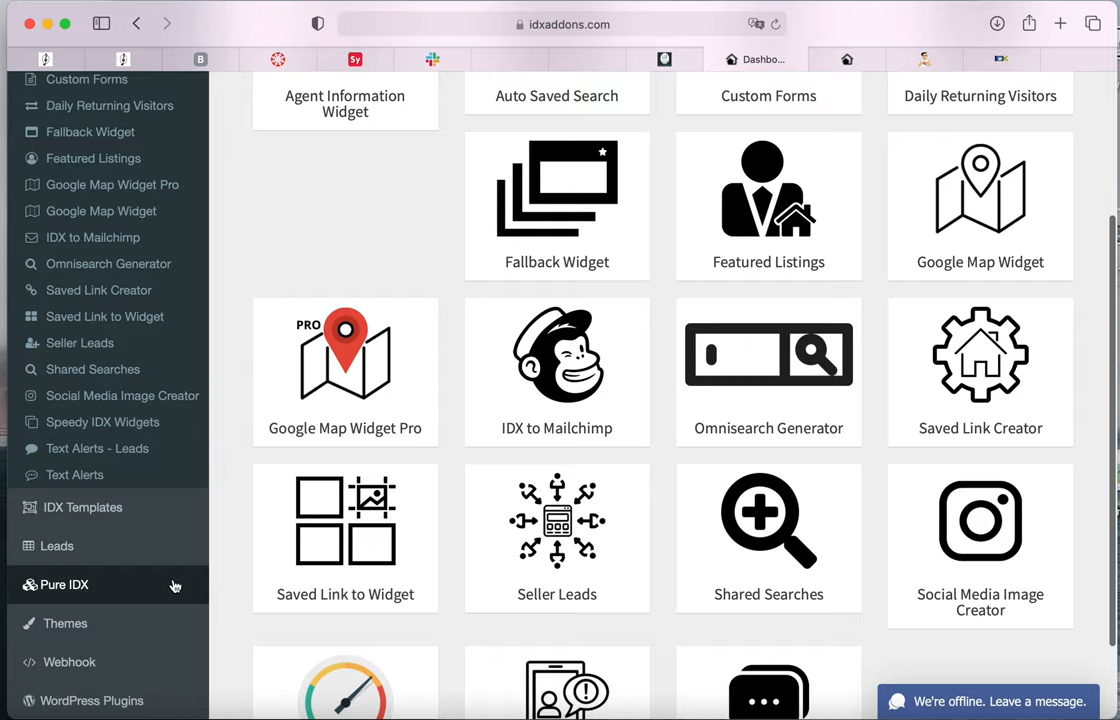 idxaddons.com
B
Sy
Dashbo...
IDX
Custom Forms
Daily Returning Visitors
Fallback Widget
Featured Listings
Google Map Widget Pro
Google Map Widget
IDX to Mailchimp
Omnisearch Generator
Saved Link Creator
Saved Link to Widget
Seller Leads
Shared Searches
Social Media Image Creator
Speedy IDX Widgets
Text Alerts - Leads
Text Alerts
IDX Templates
Leads
Pure IDX
Themes
Webhook
WordPress Plugins
Agent Information
Widget
Auto Saved Search
Custom Forms
Daily Returning Visitors
Fallback Widget
Featured Listings
Google Map Widget
PRO
Google Map Widget Pro
IDX to Mailchimp
Omnisearch Generator
Saved Link Creator
Saved Link to Widget
Seller Leads
Shared Searches
Social Media Image
Creator
We're offline. Leave a message.